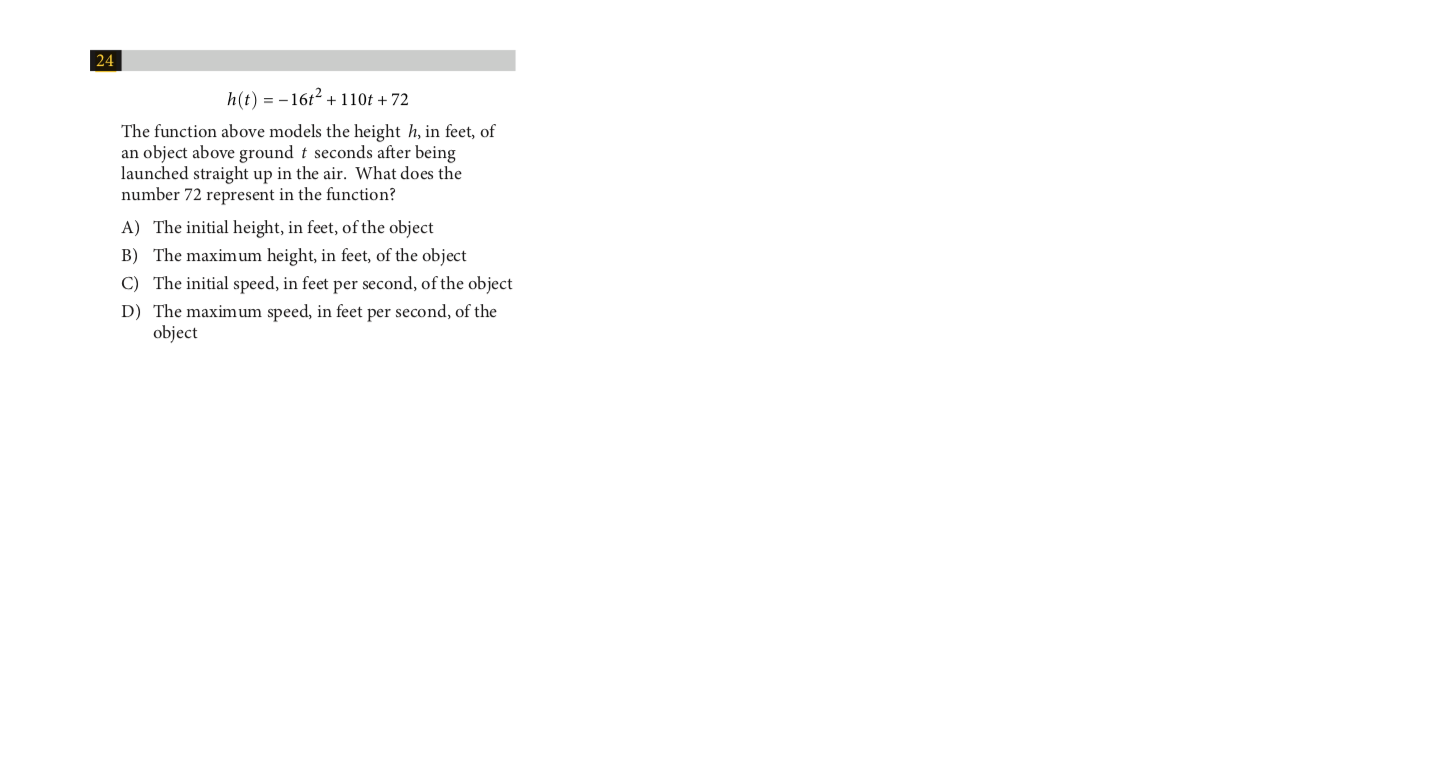 24
h(t) = −16t² + 110t + 72
The function above models the height h, in feet, of
an object above ground t seconds after being
launched straight up in the air. What does the
number 72 represent in the function?
A) The initial height, in feet, of the object
B) The maximum height, in feet, of the object
C) The initial speed, in feet per second, of the object
D) The maximum speed, in feet per second, of the
object